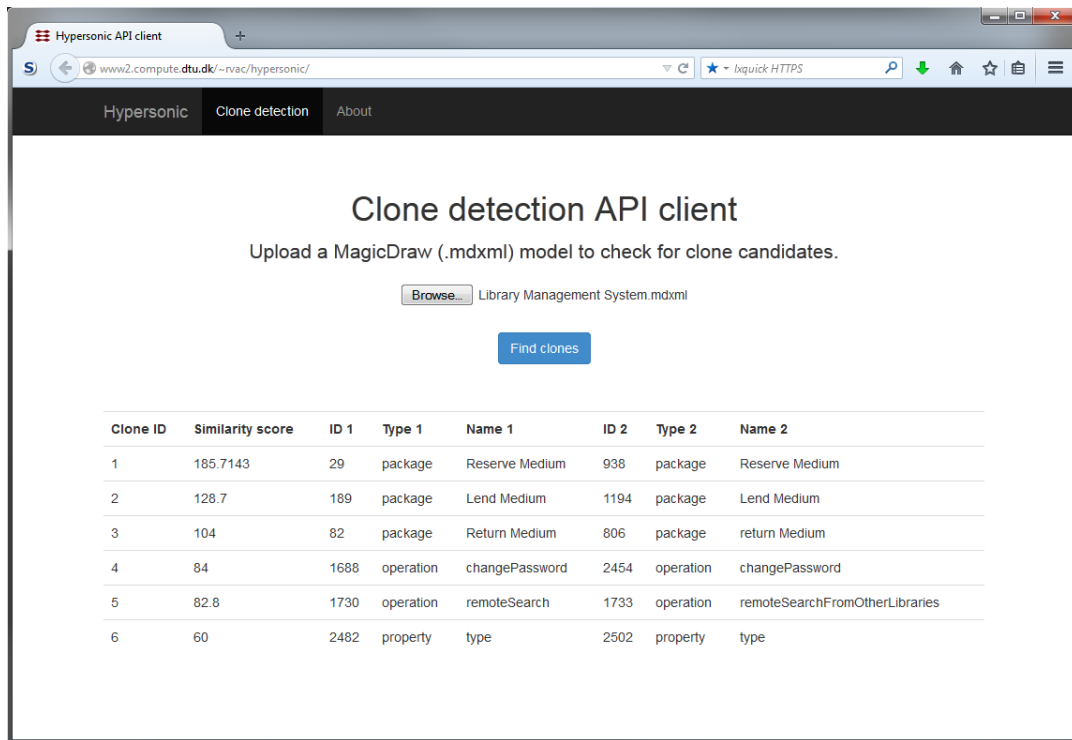 Hypersonic API client
www2.compute.dtu.dk/~rvac/hypersonic/
Ixquick HTTPS
Hypersonic Clone detection About
Clone detection API client
Upload a MagicDraw (.mdxml) model to check for clone candidates.
Browse... Library Management System.mdxml
Find clones
Clone ID Similarity score ID 1 Type 1 Name 1 ID 2 Type 2 Name 2
1 185.7143 29 package Reserve Medium 938 package Reserve Medium
2 128.7 189 package Lend Medium 1194 package Lend Medium
3 104 82 package Return Medium 806 package return Medium
4 84 1688 operation changePassword 2454 operation changePassword
5 82.8 1730 operation remoteSearch 1733 operation remoteSearchFromOtherLibraries
6 60 2482 property type 2502 property type